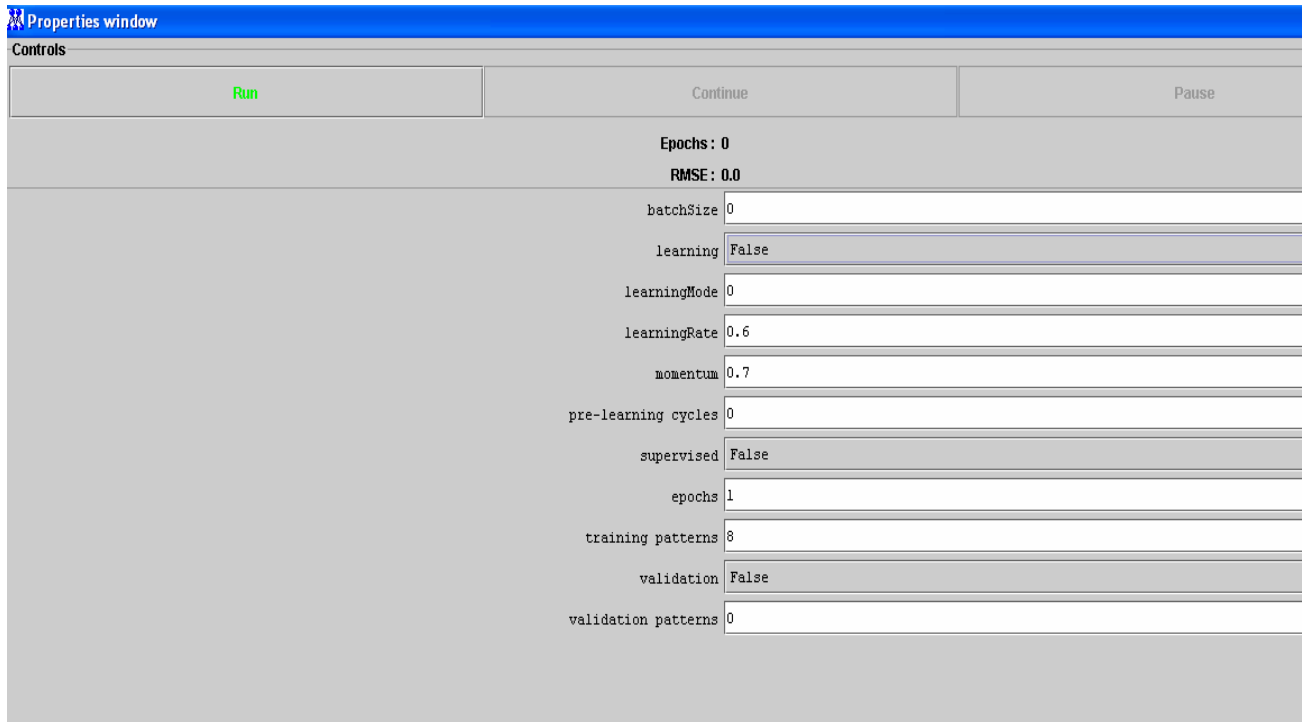 Properties window
Controls
Run Continue Pause
Epochs: 0
RMSE: 0.0
batchSize 0
learning False
learningMode 0
learningRate 0.6
momentum 0.7
pre-learning cycles 0
supervised False
epochs 1
training patterns 8
validation False
validation patterns 0